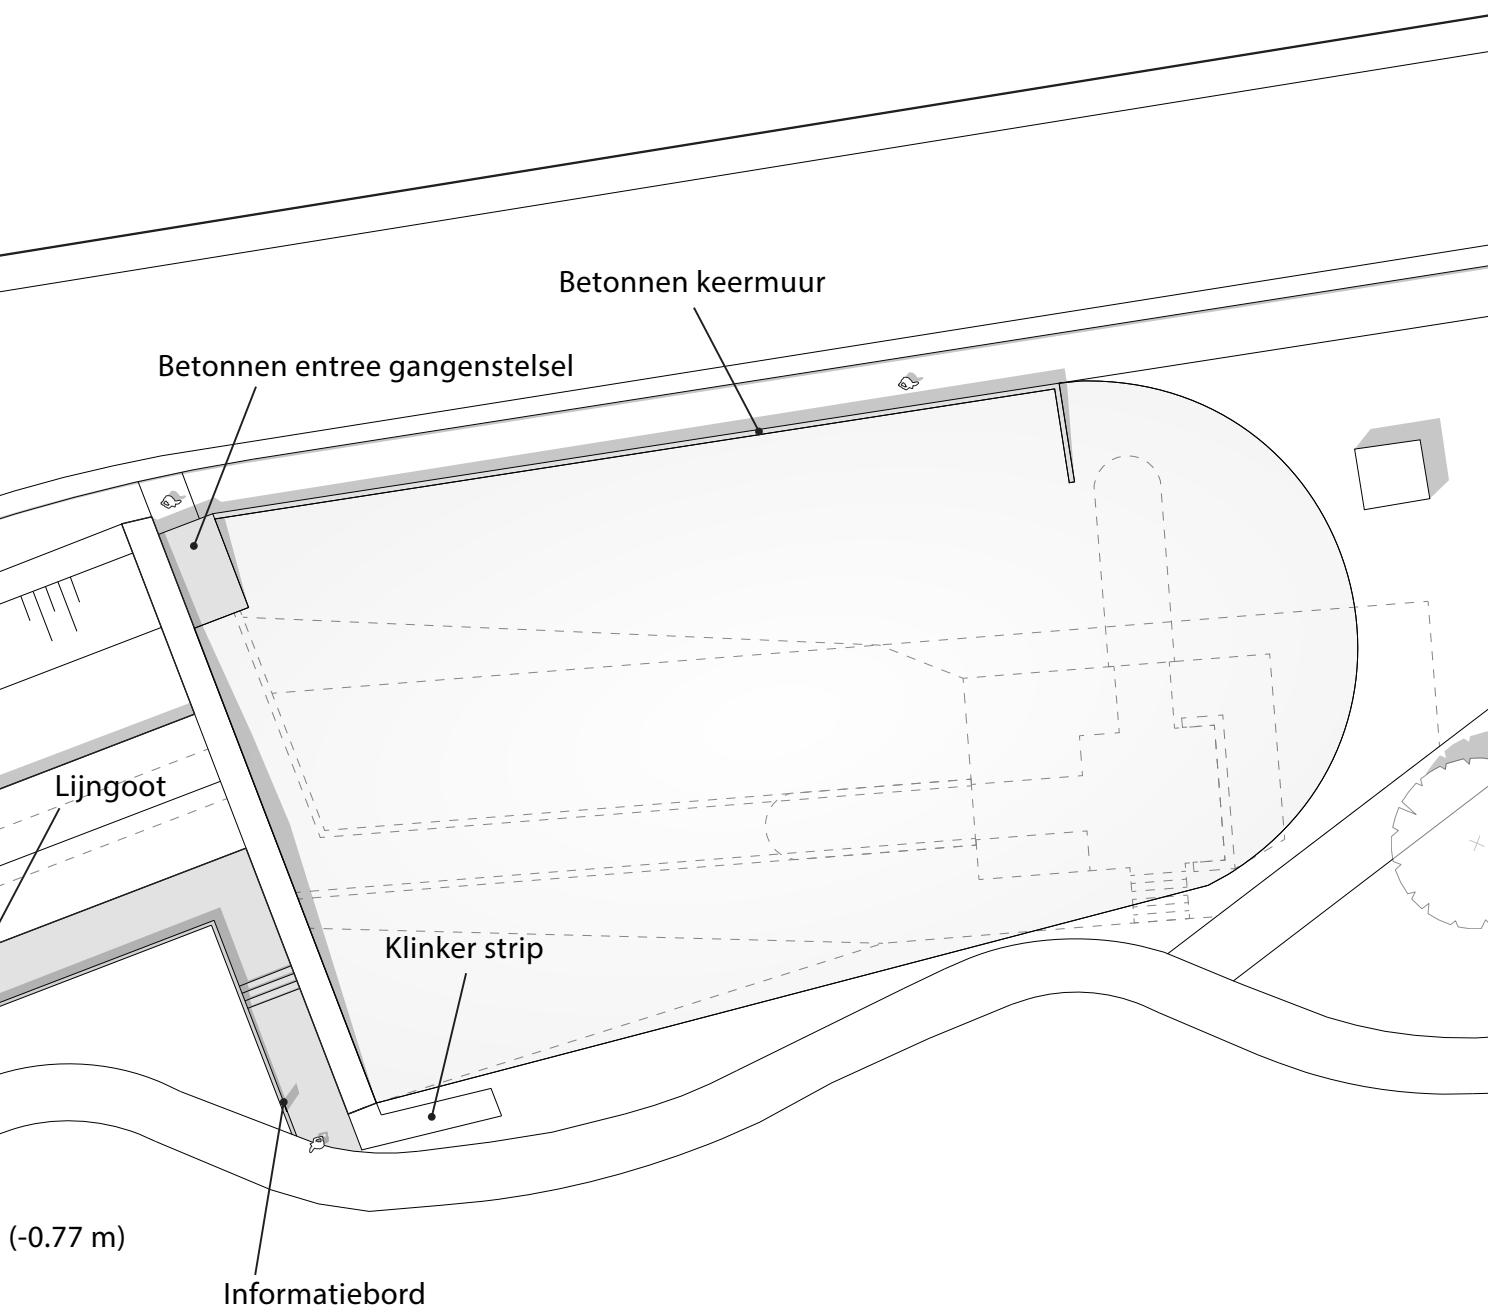 Betonnen keermuur
Betonnen entree gangenstelsel
Lijngoot
Klinker strip
(-0.77 m)
Informatiebord